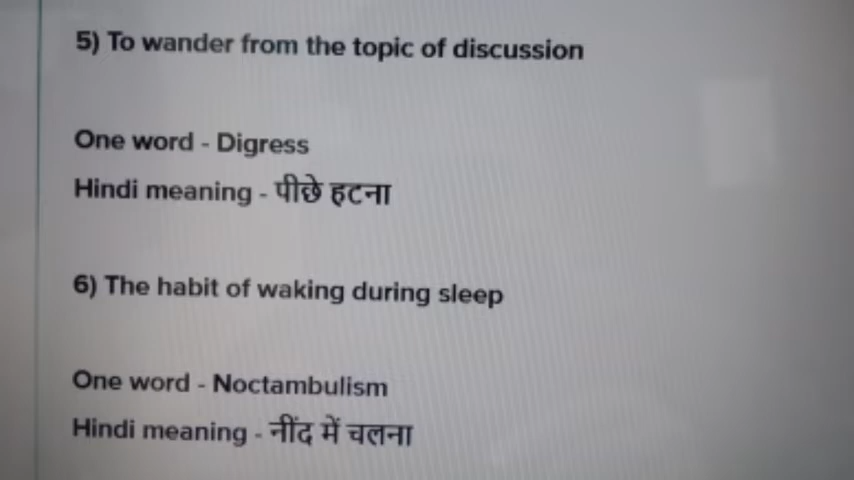 5) To wander from the topic of discussion
One word - Digress
Hindi meaning - पीछे हटना
6) The habit of waking during sleep
One word - Noctambulism
Hindi meaning - नींद में चलना